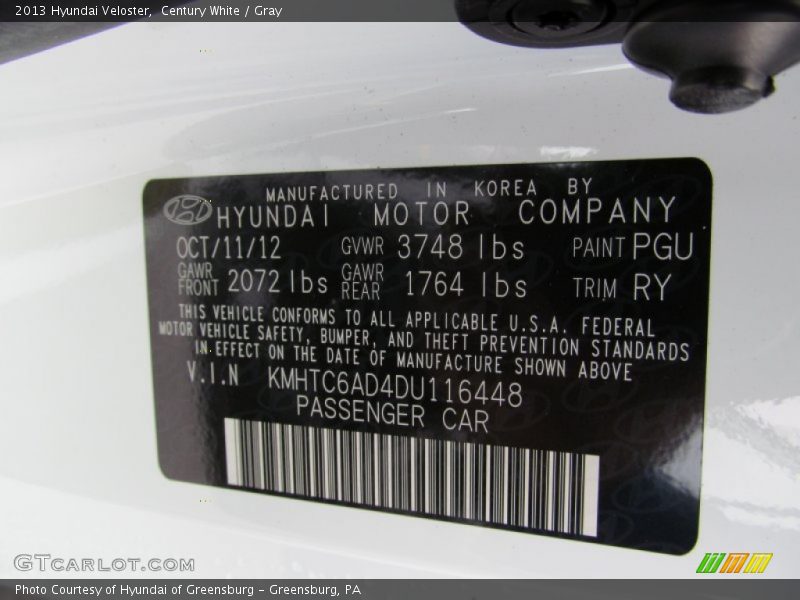 2013 Hyundai Veloster, Century White / Gray
MANUFACTURED IN KOREA BY
HYUNDAI MOTOR COMPANY
OCT/11/12 GVWR 3748 lbs PAINT PGU
GAWR FRONT 2072 lbs GAWR REAR 1764 lbs TRIM RY
THIS VEHICLE CONFORMS TO ALL APPLICABLE U.S.A. FEDERAL
MOTOR VEHICLE SAFETY, BUMPER, AND THEFT PREVENTION STANDARDS
IN EFFECT ON THE DATE OF MANUFACTURE SHOWN ABOVE
V.I.N KMHTC6AD4DU116448
PASSENGER CAR
GTCARLOT.COM
Photo Courtesy of Hyundai of Greensburg - Greensburg, PA